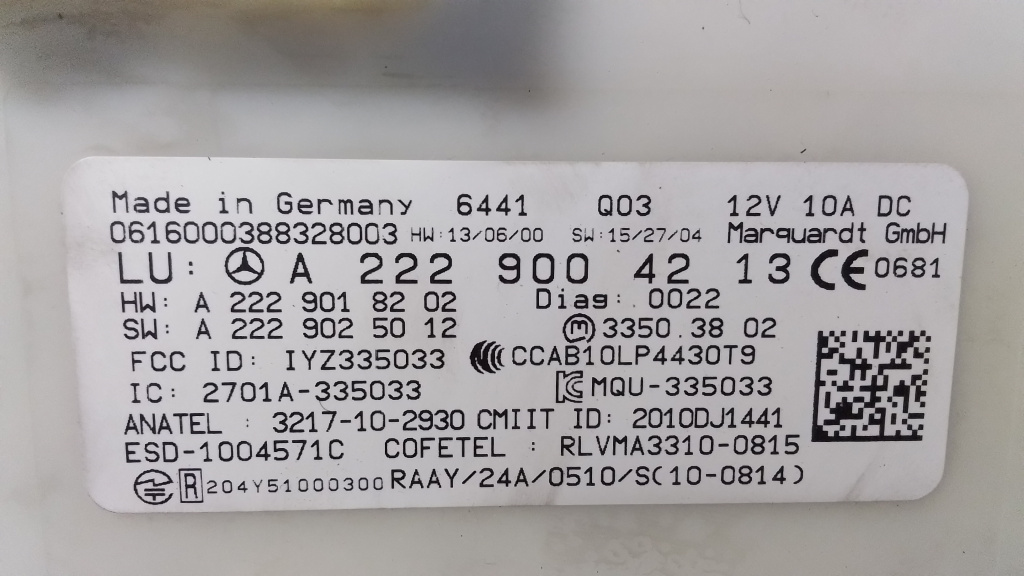 Made in Germany 6441 Q03 12V 10A DC
0616000388328003 HW:13/06/00 SW:15/27/04 Marquardt GmbH
LU: A 222 900 42 13 CE 0681
HW: A 222 901 82 02 Diag: 0022
SW: A 222 902 50 12 m 3350.38 02
FCC ID: IYZ335033 CCAB10LP4430T9
IC: 2701A-335033 MQU-335033
ANATEL : 3217-10-2930 CMIIT ID: 2010DJ1441
ESD-1004571C COFETEL : RLVMA3310-0815
R 204Y51000300 RAAY/24A/0510/S(10-0814)